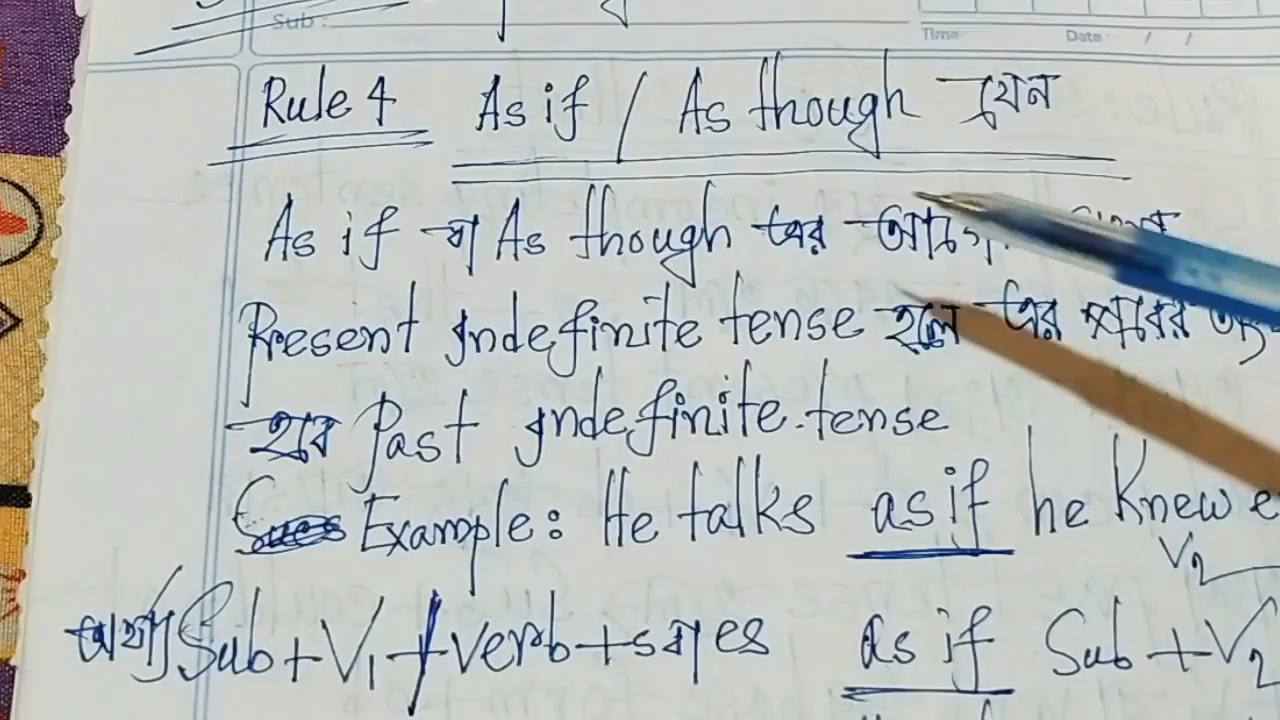 Sub :
Time Date / /
Rule 4 As if / As though যেন
As if বা As though এর আগের
Present Indefinite tense হলে এর পরের
হবে Past Indefinite tense
Example: He talks as if he knew
V2
অর্থাৎ Sub + V1 / verb + s বা es as if Sub + V2